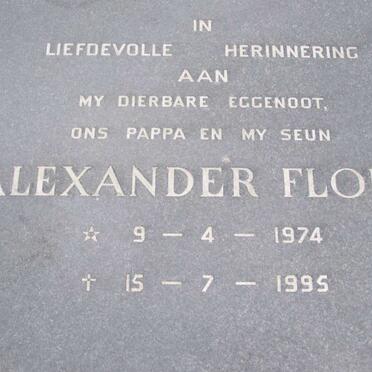 IN
LIEFDEVOLLE HERINNERING
AAN
MY DIERBARE EGGENOOT,
ONS PAPPA EN MY SEUN
ALEXANDER
☆ 9 – 4 – 1974
✝ 15 – 7 – 1995